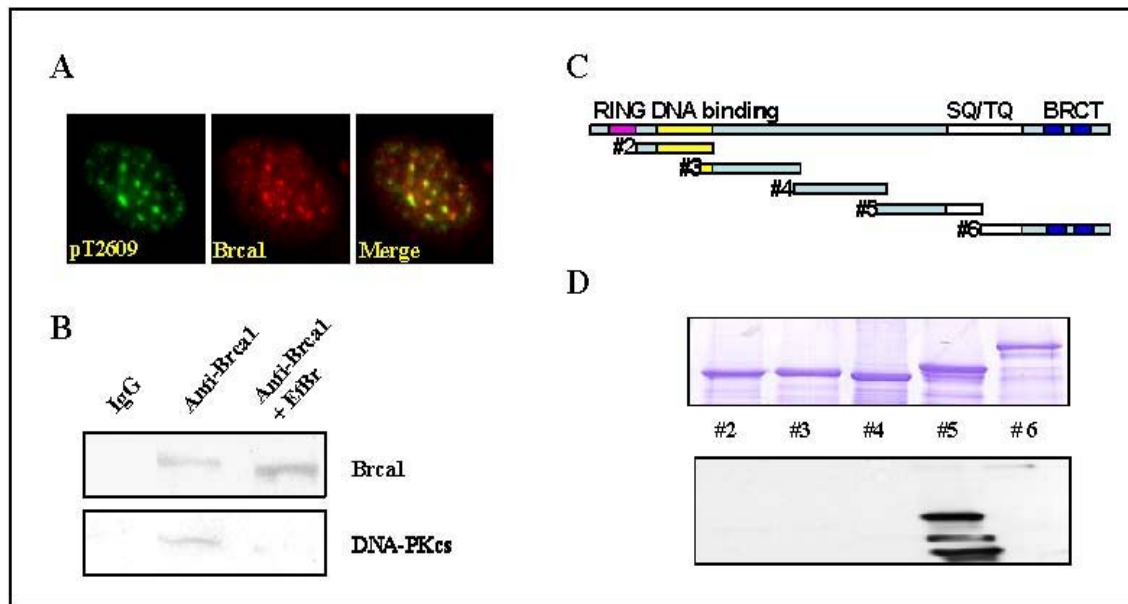 A
pT2609
Brca1
Merge
B
IgG
Anti-Brca1
Anti-Brca1
+ EtBr
Brca1
DNA-PKcs
C
RING DNA binding SQ/TQ BRCT
#2
#3
#4
#5
#6
D
#2 #3 #4 #5 # 6